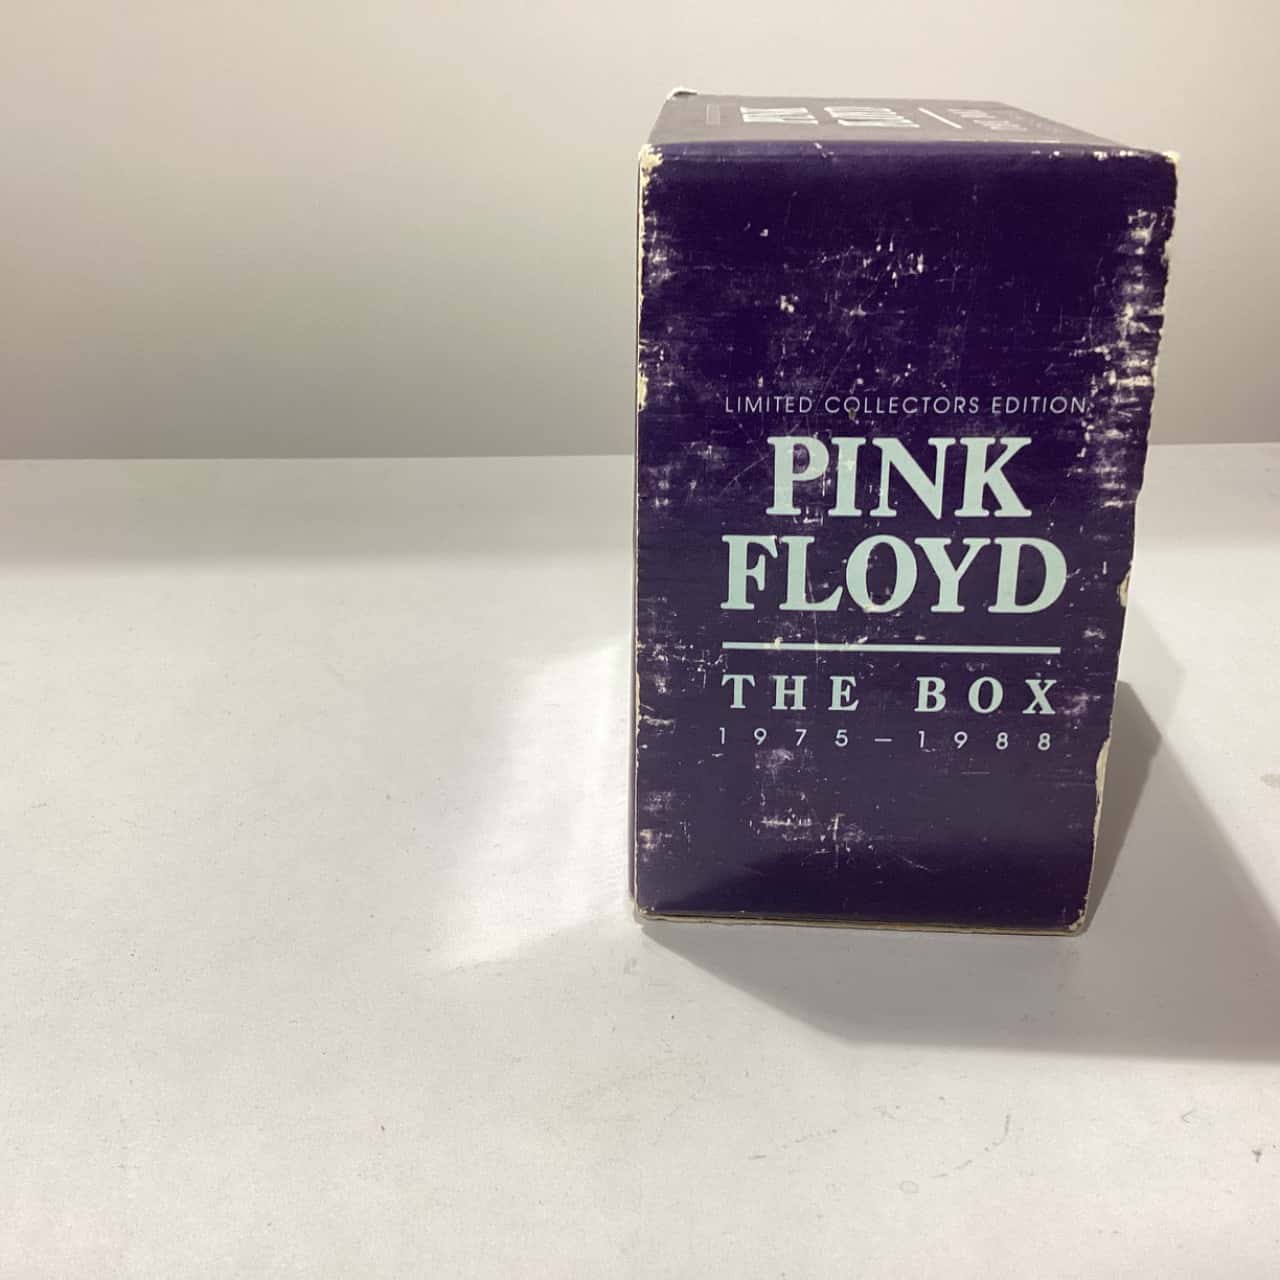 LIMITED COLLECTORS EDITION
PINK
FLOYD
THE BOX
1975–1988